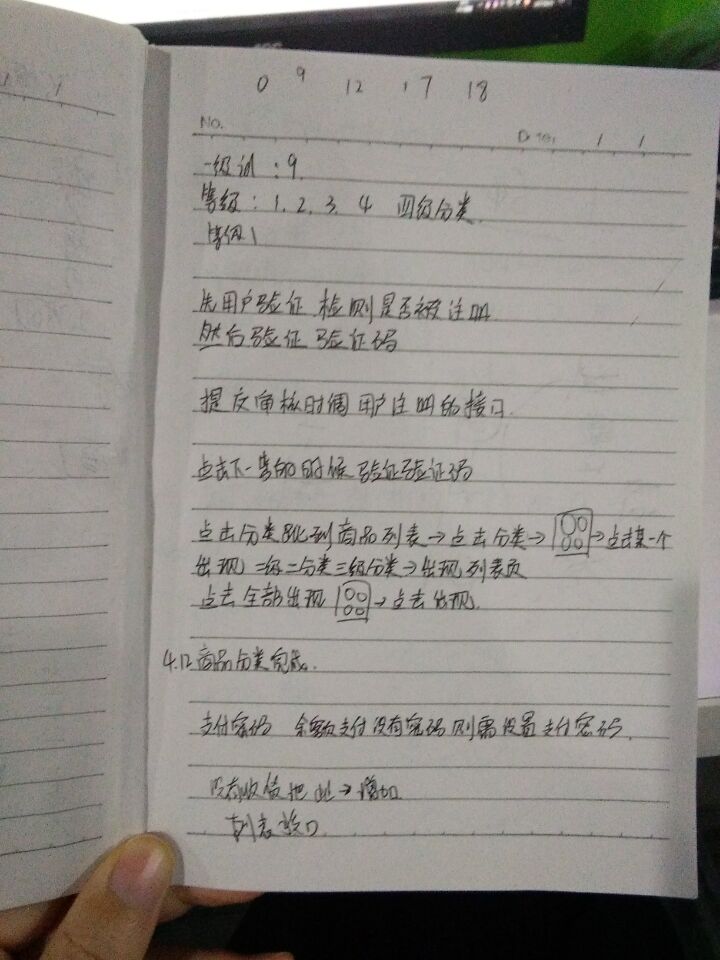 0 9 12 17 18
No. Date. / /
一级训:9.
等级:1. 2. 3. 4 四级分类.
等级1
先用户验证 检测是否被注册
然后验证验证码
提交审核时调用户注册的接口.
点击下一步的时候验证验证码
点击分类跳到商品列表→点击分类→ →点击某一个
出现 二级二分类三级分类→出现列表页
点击全部出现 →点击出现.
4.12商品分类完成.
支付密码 余额支付没有密码则需设置支付密码.
没有收货地址→增加
列表接口